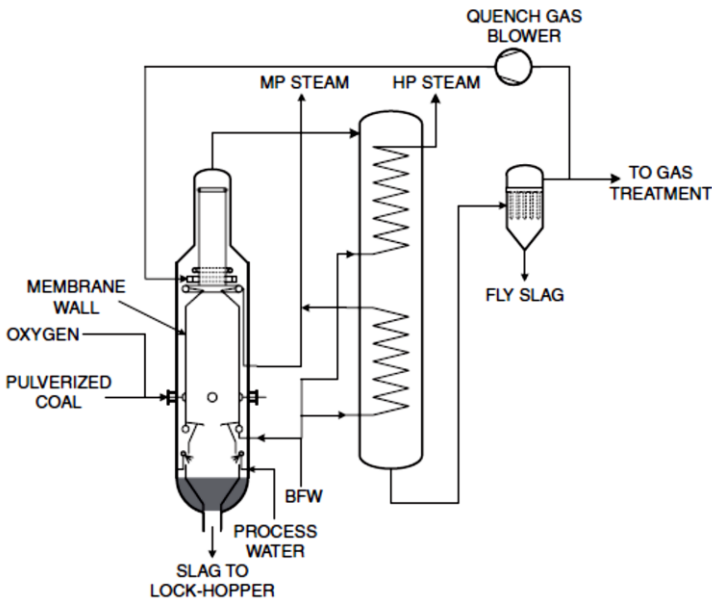 QUENCH GAS
BLOWER
MP STEAM
HP STEAM
TO GAS
TREATMENT
MEMBRANE
WALL
FLY SLAG
OXYGEN
PULVERIZED
COAL
BFW
PROCESS
WATER
SLAG TO
LOCK-HOPPER